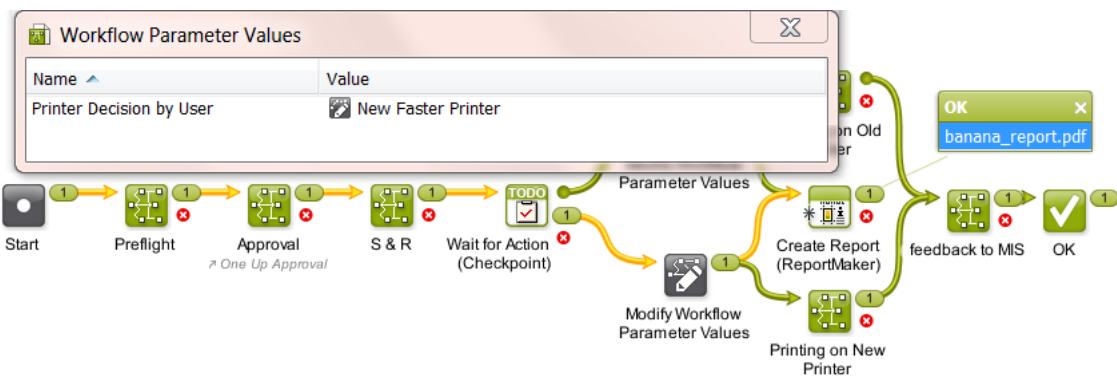 Workflow Parameter Values
Name
Value
Printer Decision by User
New Faster Printer
on Old
er
OK
banana_report.pdf
Parameter Values
1
1
1
1
TODO
1
1
1
1
1
Start
Preflight
Approval
One Up Approval
S & R
Wait for Action
(Checkpoint)
Create Report
(ReportMaker)
feedback to MIS
OK
1
1
Modify Workflow
Parameter Values
Printing on New
Printer